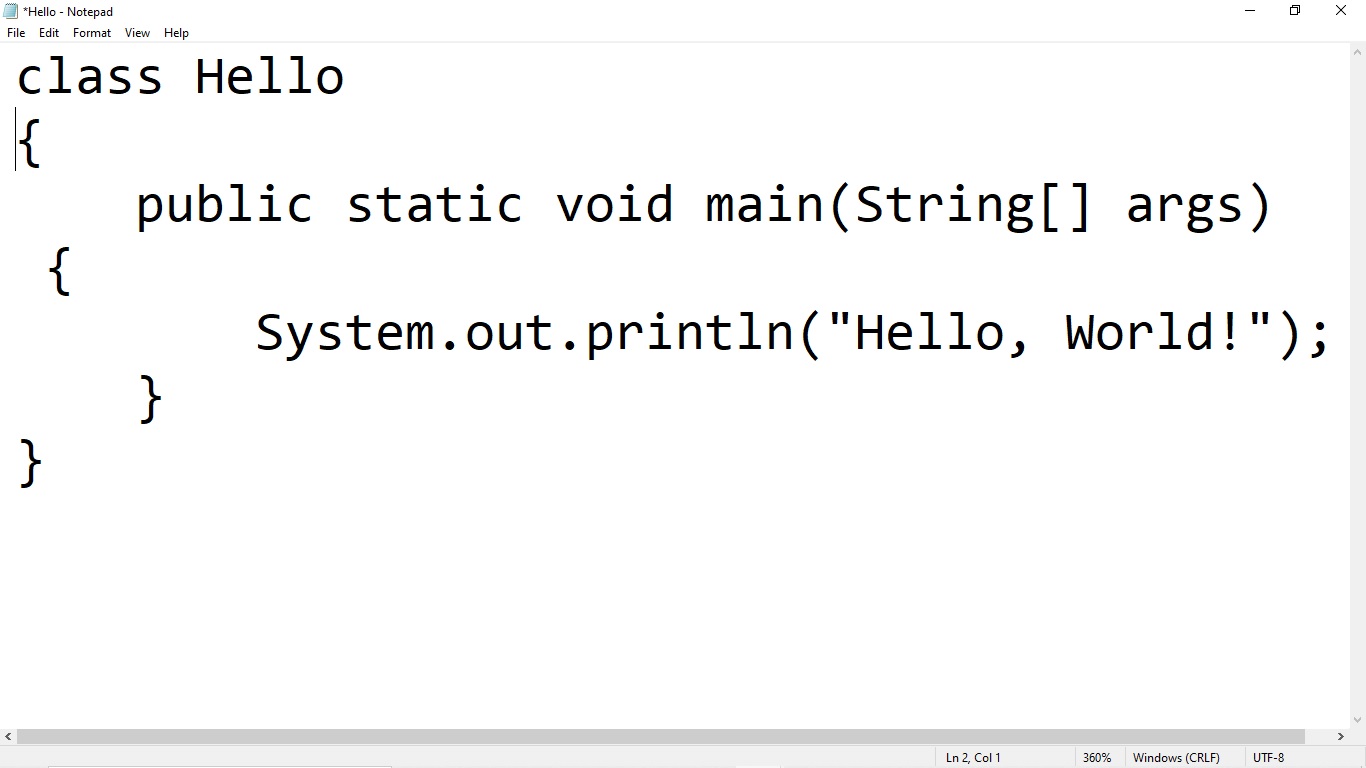 *Hello - Notepad
File Edit Format View Help
class Hello
{
    public static void main(String[] args)
 {
        System.out.println("Hello, World!");
    }
}
Ln 2, Col 1 360% Windows (CRLF) UTF-8